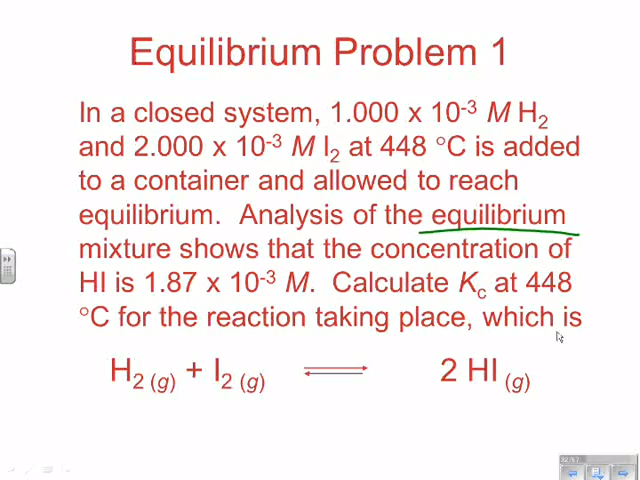 Equilibrium Problem 1
In a closed system, 1.000 x 10⁻³ M H₂
and 2.000 x 10⁻³ M I₂ at 448 °C is added
to a container and allowed to reach
equilibrium. Analysis of the equilibrium
mixture shows that the concentration of
HI is 1.87 x 10⁻³ M. Calculate K꜀ at 448
°C for the reaction taking place, which is
H₂ (g) + I₂ (g) ⇌ 2 HI (g)